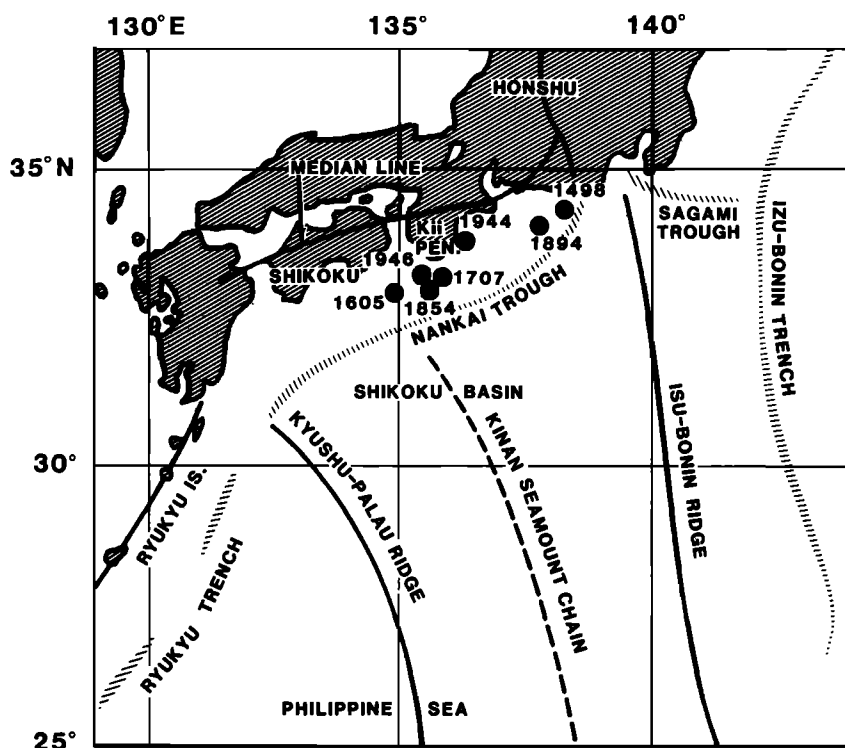 130°E
135°
140°
HONSHU
35°N
MEDIAN LINE
1498
SAGAMI
TROUGH
Kii
PEN.
1944
1894
IZU-BONIN TRENCH
SHIKOKU
1946
1707
1605
1854
NANKAI TROUGH
SHIKOKU BASIN
KYUSHU-PALAU RIDGE
KINAN SEAMOUNT CHAIN
ISU-BONIN RIDGE
30°
RYUKYU IS.
RYUKYU TRENCH
PHILIPPINE SEA
25°